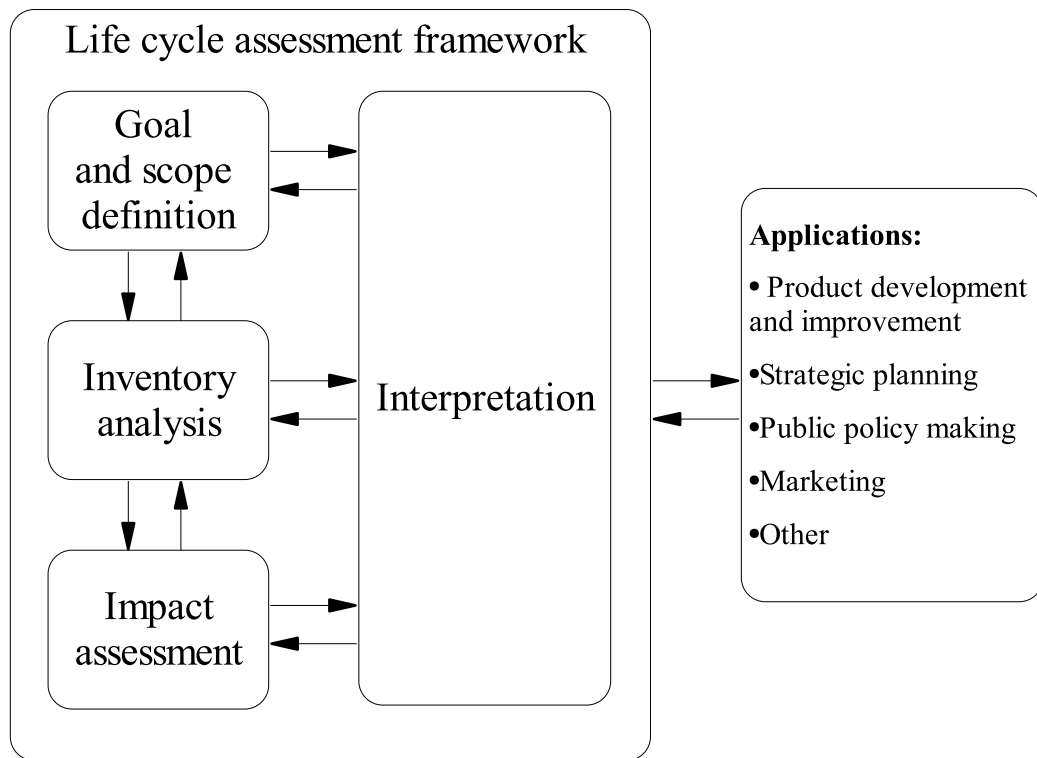 Life cycle assessment framework
Goal
and scope
definition
Inventory
analysis
Impact
assessment
Interpretation
Applications:
• Product development
and improvement
•Strategic planning
•Public policy making
•Marketing
•Other